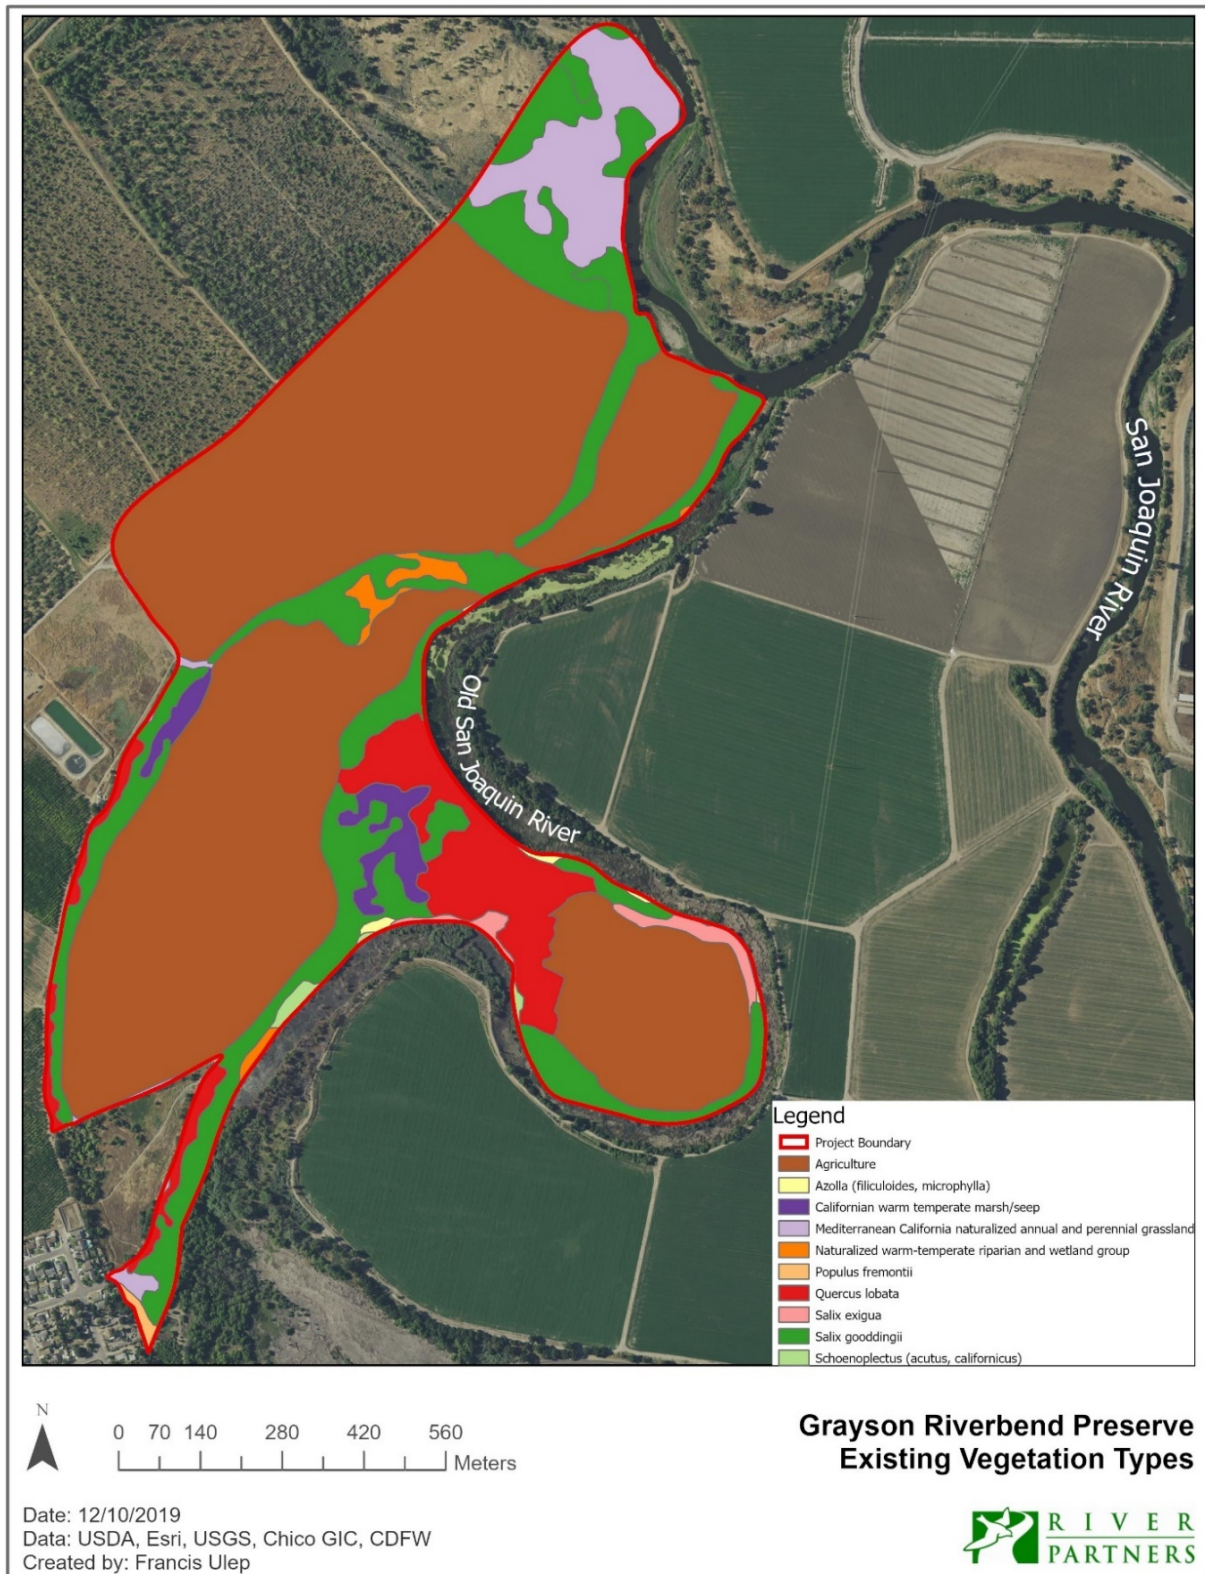 San Joaquin River
Old San Joaquin River
Legend
Project Boundary
Agriculture
Azolla (filiculoides, microphylla)
Californian warm temperate marsh/seep
Mediterranean California naturalized annual and perennial grassland
Naturalized warm-temperate riparian and wetland group
Populus fremontii
Quercus lobata
Salix exigua
Salix gooddingii
Schoenoplectus (acutus, californicus)
N
0 70 140 280 420 560
Meters
Grayson Riverbend Preserve
Existing Vegetation Types
Date: 12/10/2019
Data: USDA, Esri, USGS, Chico GIC, CDFW
Created by: Francis Ulep
RIVER
PARTNERS